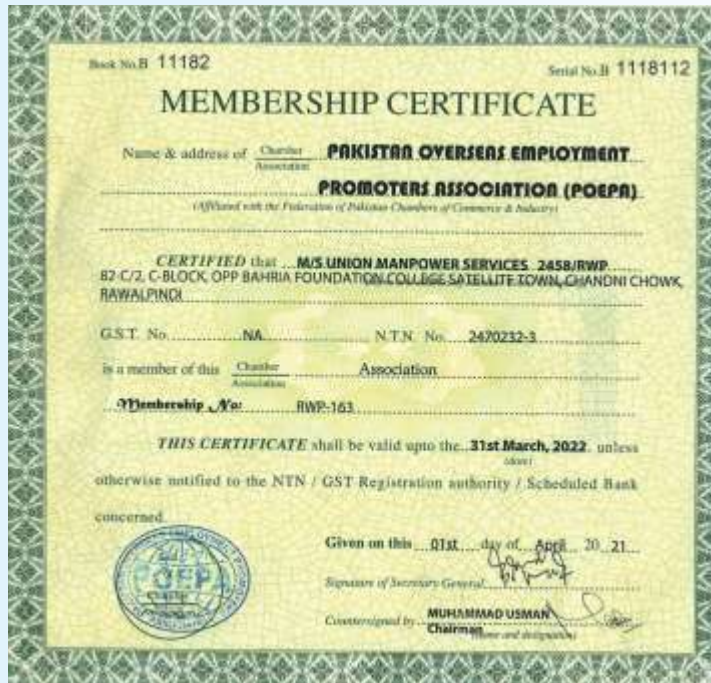 Book No.B 11182
Serial No.B 1118112
MEMBERSHIP CERTIFICATE
Name & address of Chamber PAKISTAN OVERSEAS EMPLOYMENT
Association
PROMOTERS ASSOCIATION (POEPA)
(Affiliated with the Federation of Pakistan Chambers of Commerce & Industry)
CERTIFIED that M/S UNION MANPOWER SERVICES 2458/RWP
82-C/2, C-BLOCK, OPP BAHRIA FOUNDATION COLLEGE SATELLITE TOWN, CHANDNI CHOWK,
RAWALPINDI
G.S.T. No. NA N.T.N. No. 2470232-3
is a member of this Chamber Association
Association
Membership No: RWP-163
THIS CERTIFICATE shall be valid upto the 31st March, 2022 unless
(date)
otherwise notified to the NTN / GST Registration authority / Scheduled Bank
concerned.
Given on this 01st day of April 20 21
POEPA
Signature of Secretary General
Countersigned by MUHAMMAD USMAN
Chairman (name and designation)